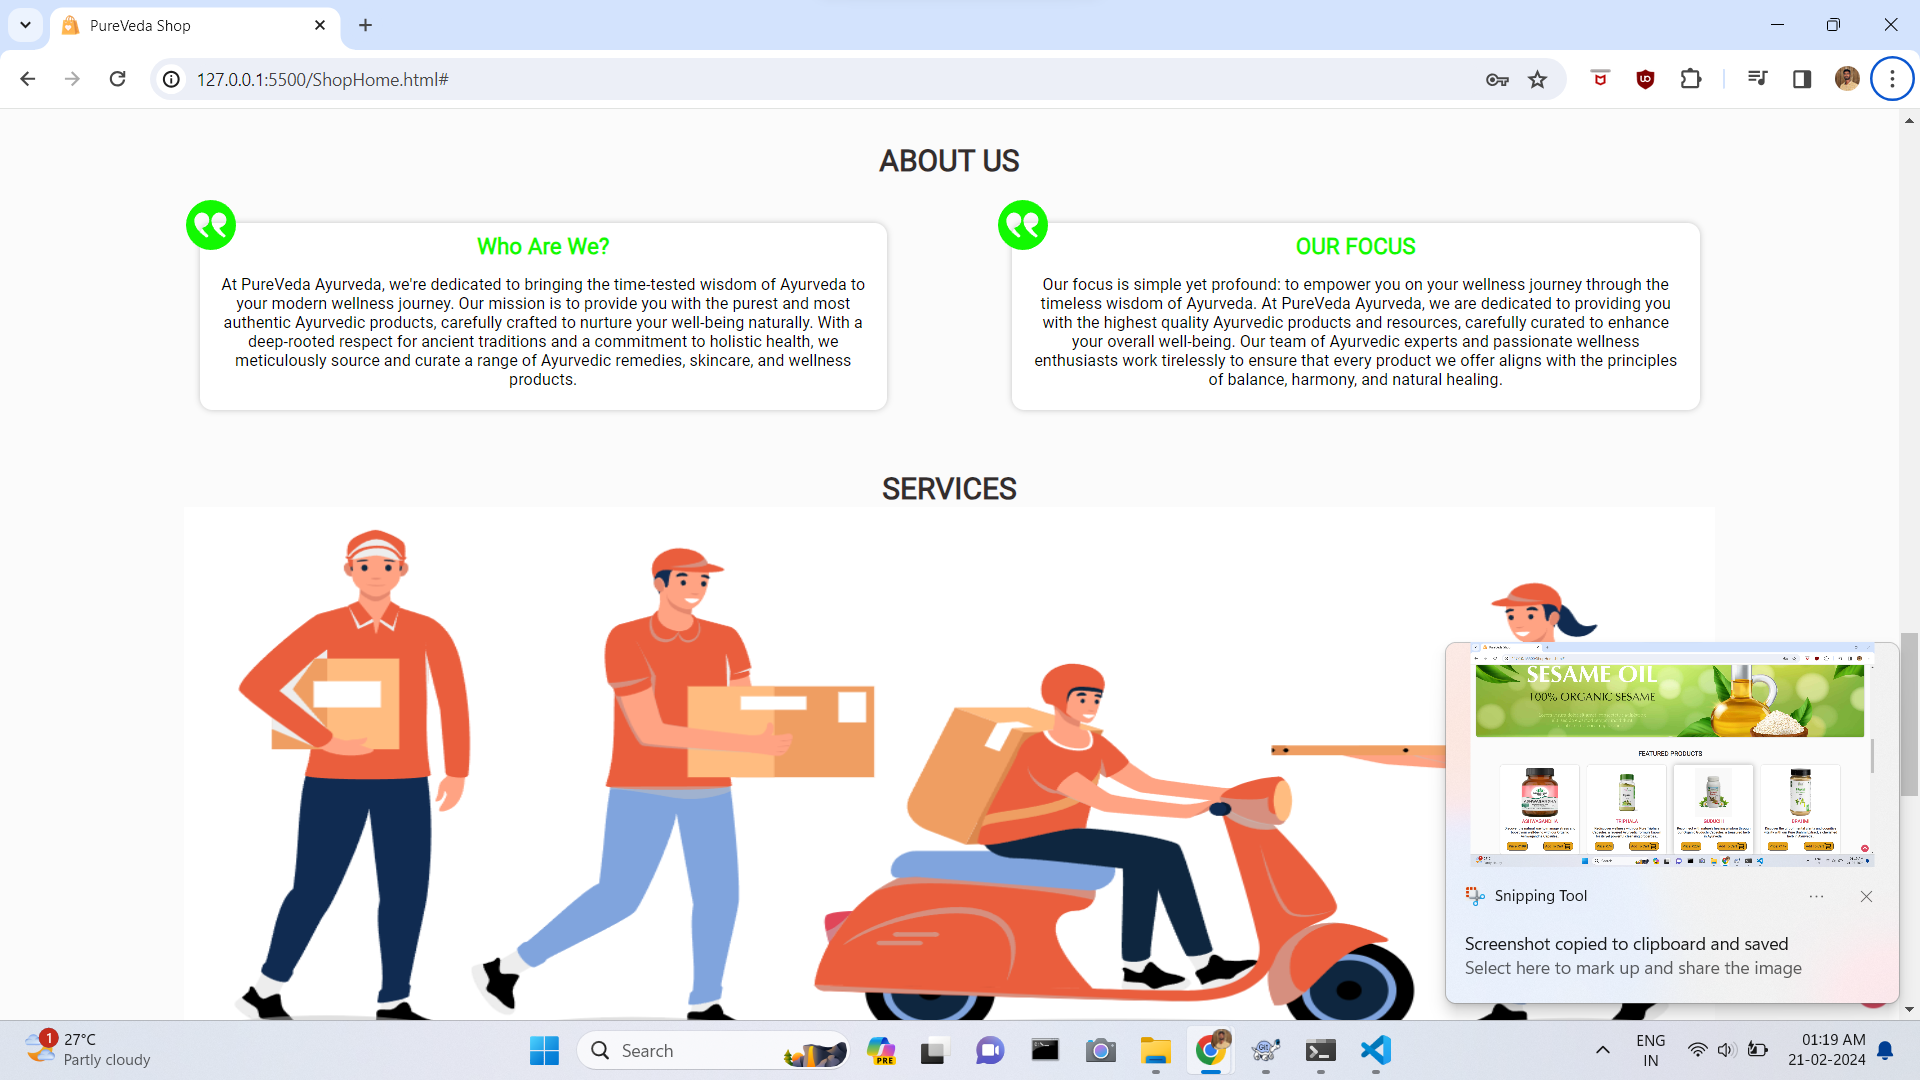 PureVeda Shop
127.0.0.1:5500/ShopHome.html#
ABOUT US
Who Are We?
At PureVeda Ayurveda, we're dedicated to bringing the time-tested wisdom of Ayurveda to
your modern wellness journey. Our mission is to provide you with the purest and most
authentic Ayurvedic products, carefully crafted to nurture your well-being naturally. With a
deep-rooted respect for ancient traditions and a commitment to holistic health, we
meticulously source and curate a range of Ayurvedic remedies, skincare, and wellness
products.
OUR FOCUS
Our focus is simple yet profound: to empower you on your wellness journey through the
timeless wisdom of Ayurveda. At PureVeda Ayurveda, we are dedicated to providing you
with the highest quality Ayurvedic products and resources, carefully curated to enhance
your overall well-being. Our team of Ayurvedic experts and passionate wellness
enthusiasts work tirelessly to ensure that every product we offer aligns with the principles
of balance, harmony, and natural healing.
SERVICES
SESAME OIL
100% ORGANIC SESAME
FEATURED PRODUCTS
ASHWAGANDHA
TRIPHALA
GUDUCHI
BRAHMI
Snipping Tool
Screenshot copied to clipboard and saved
Select here to mark up and share the image
1
27°C
Partly cloudy
Search
PRE
ENG
IN
01:19 AM
21-02-2024